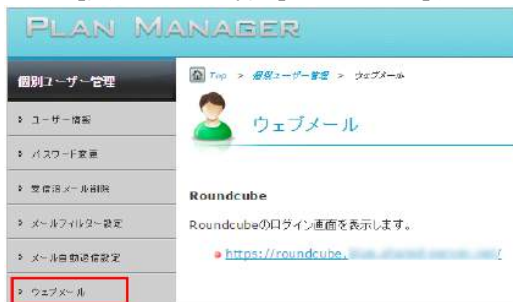 PLAN MANAGER
個別ユーザー管理
ユーザー情報
パスワード変更
受信済メール削除
メールフィルター設定
メール自動返信設定
ウェブメール
Top > 個別ユーザー管理 > ウェブメール
ウェブメール
Roundcube
Roundcubeのログイン画面を表示します。
https://roundcube.